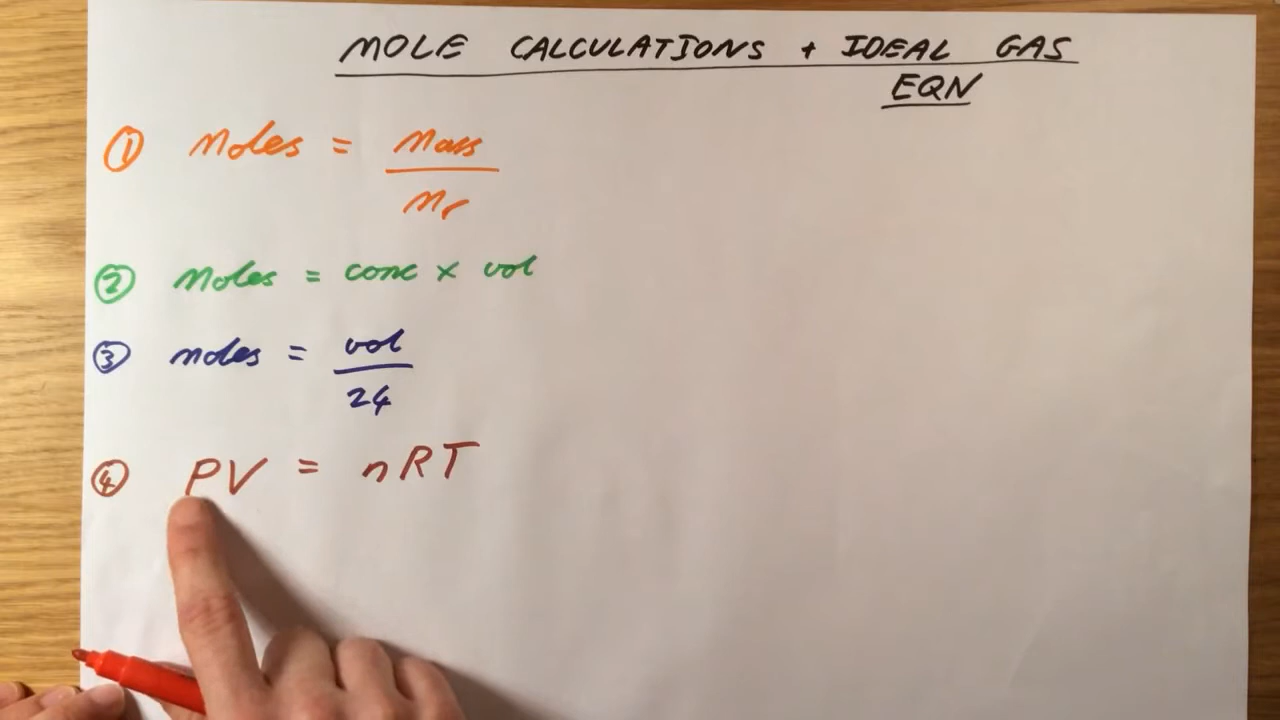 MOLE CALCULATIONS + IDEAL GAS
EQN
① Moles = Mass
Mr
② Moles = conc × vol
③ moles = vol
24
④ PV = nRT